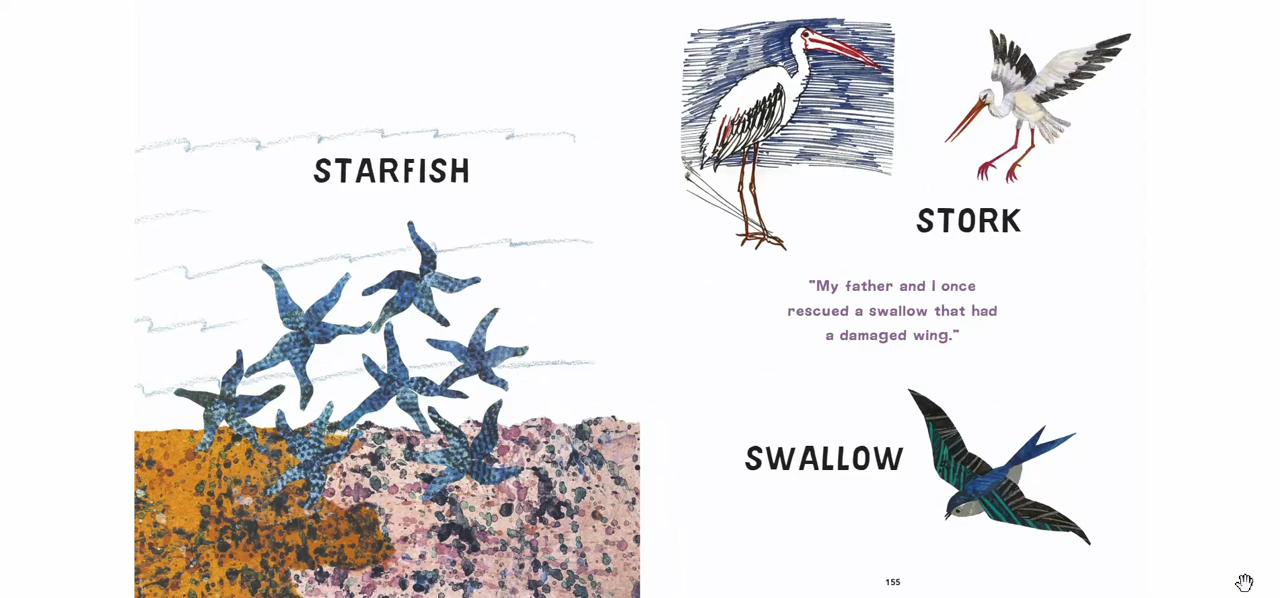 STARFISH
STORK
"My father and I once
rescued a swallow that had
a damaged wing."
SWALLOW
155